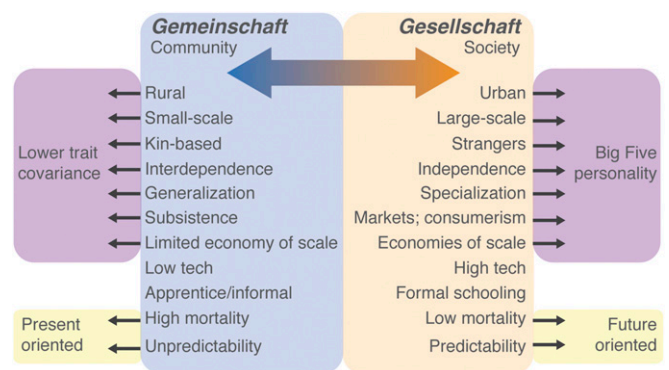 Gemeinschaft
Community
Gesellschaft
Society
Lower trait
covariance
Rural
Small-scale
Kin-based
Interdependence
Generalization
Subsistence
Limited economy of scale
Low tech
Apprentice/informal
High mortality
Unpredictability
Urban
Large-scale
Strangers
Independence
Specialization
Markets; consumerism
Economies of scale
High tech
Formal schooling
Low mortality
Predictability
Big Five
personality
Present
oriented
Future
oriented